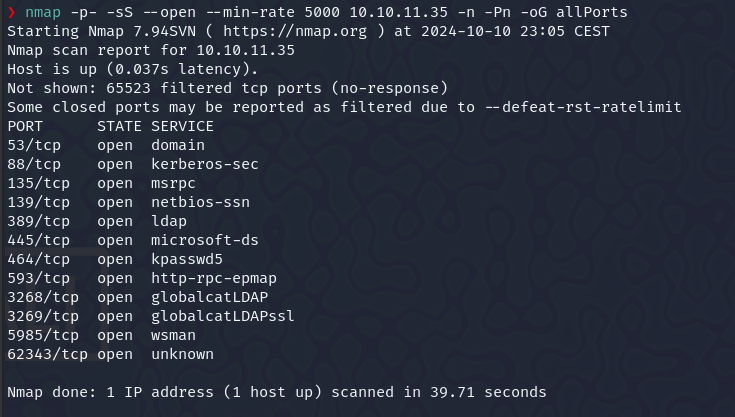 ❯ nmap -p- -sS --open --min-rate 5000 10.10.11.35 -n -Pn -oG allPorts
Starting Nmap 7.94SVN ( https://nmap.org ) at 2024-10-10 23:05 CEST
Nmap scan report for 10.10.11.35
Host is up (0.037s latency).
Not shown: 65523 filtered tcp ports (no-response)
Some closed ports may be reported as filtered due to --defeat-rst-ratelimit
PORT      STATE SERVICE
53/tcp    open  domain
88/tcp    open  kerberos-sec
135/tcp   open  msrpc
139/tcp   open  netbios-ssn
389/tcp   open  ldap
445/tcp   open  microsoft-ds
464/tcp   open  kpasswd5
593/tcp   open  http-rpc-epmap
3268/tcp  open  globalcatLDAP
3269/tcp  open  globalcatLDAPssl
5985/tcp  open  wsman
62343/tcp open  unknown
Nmap done: 1 IP address (1 host up) scanned in 39.71 seconds